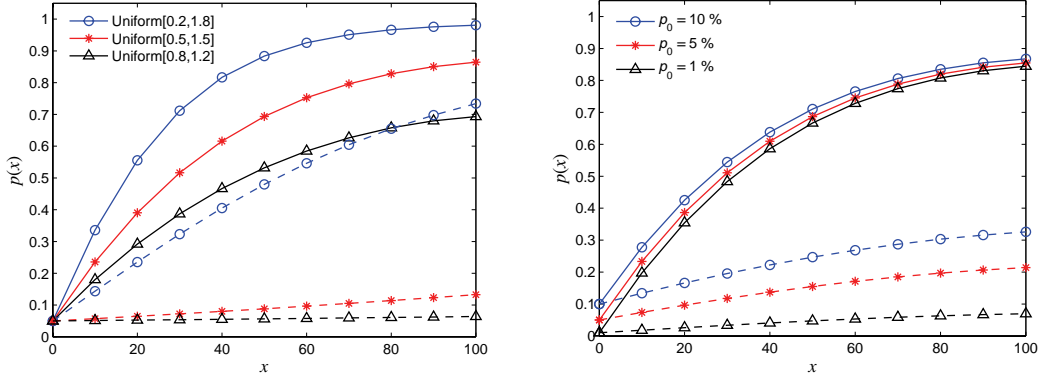 Uniform[0.2,1.8]
Uniform[0.5,1.5]
Uniform[0.8,1.2]
1
0.9
0.8
0.7
0.6
0.5
0.4
0.3
0.2
0.1
0
p(x)
0 20 40 60 80 100
x
p0 = 10 %
p0 = 5 %
p0 = 1 %
1
0.9
0.8
0.7
0.6
0.5
0.4
0.3
0.2
0.1
0
p(x)
0 20 40 60 80 100
x